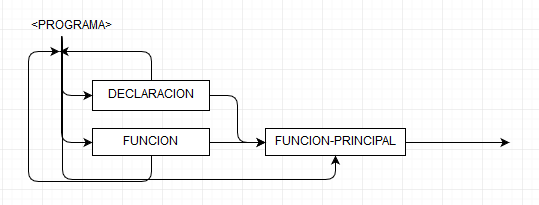 <PROGRAMA>
DECLARACION
FUNCION
FUNCION-PRINCIPAL